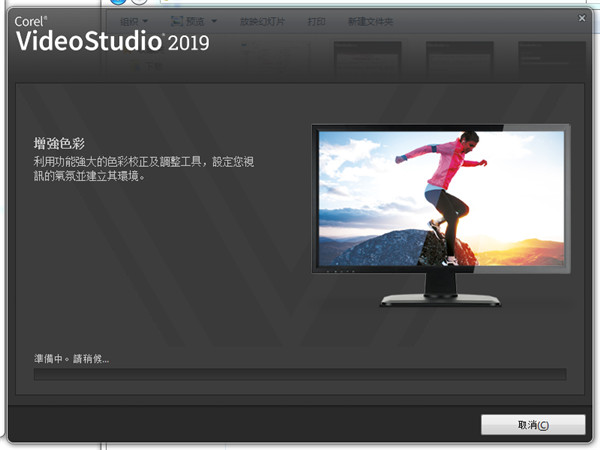 组织 预览 放映幻灯片 打印 新建文件夹
Corel®
VideoStudio® 2019
增強色彩
利用功能強大的色彩校正及調整工具，設定您視
訊的氣氛並建立其環境。
準備中。請稍候...
取消(C)